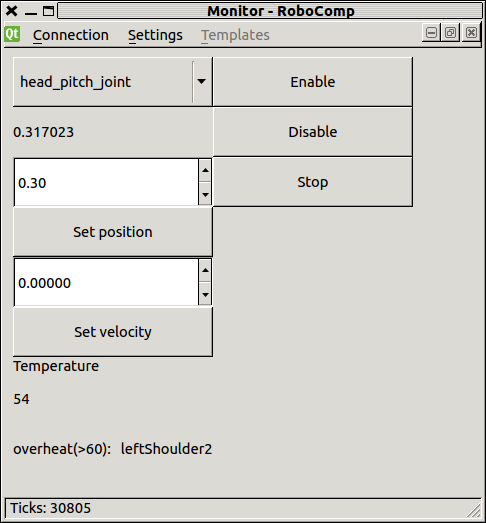 Monitor - RoboComp
Qt Connection Settings Templates
head_pitch_joint Enable
0.317023 Disable
0.30 Stop
Set position
0.00000
Set velocity
Temperature
54
overheat(>60): leftShoulder2
Ticks: 30805